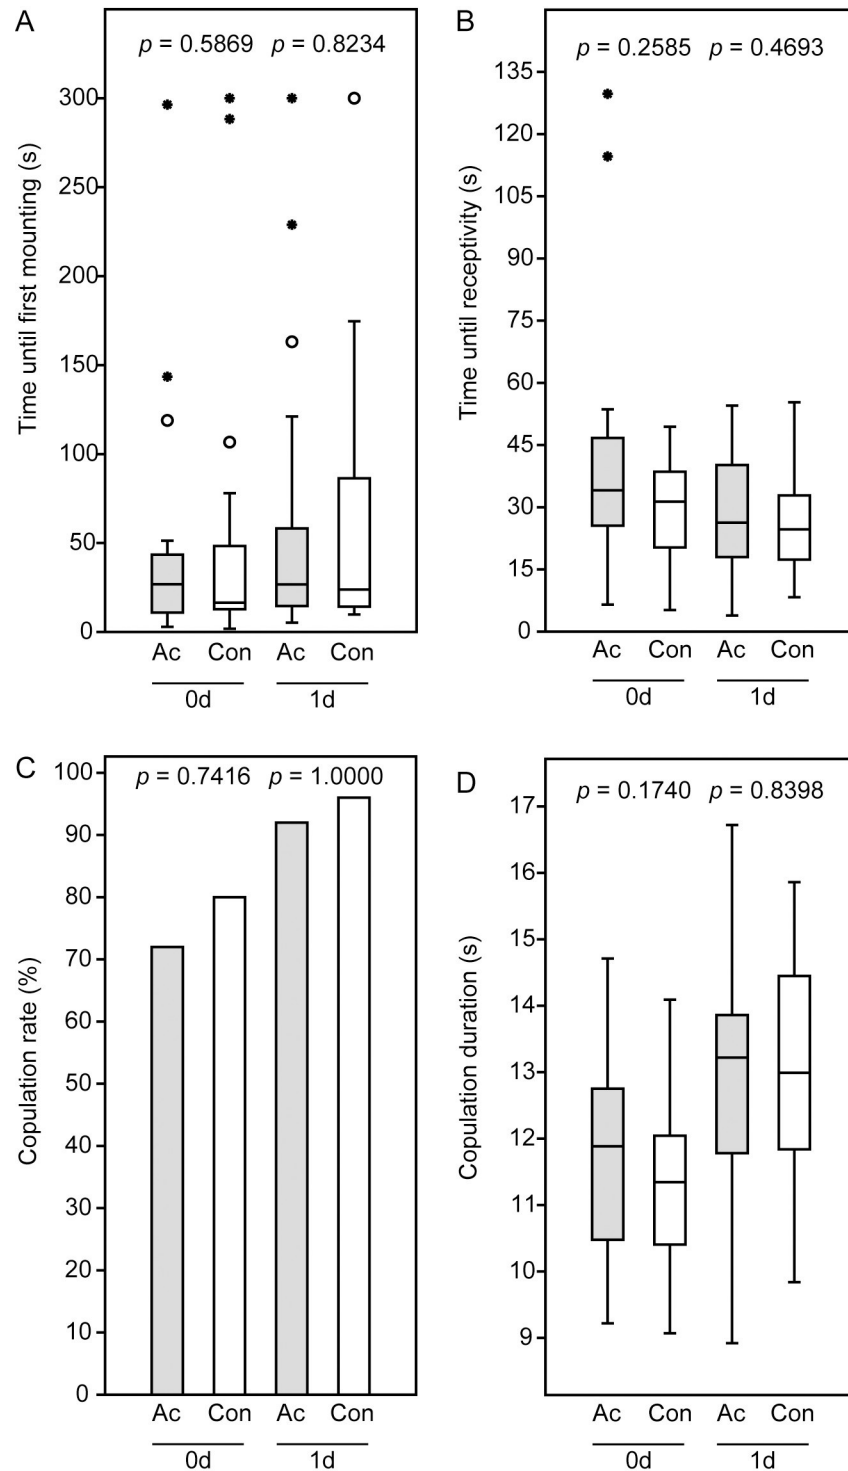 A
p = 0.5869 p = 0.8234
Time until first mounting (s)
300
250
200
150
100
50
0
Ac Con Ac Con
0d 1d
B
p = 0.2585 p = 0.4693
Time until receptivity (s)
135
120
105
90
75
60
45
30
15
0
Ac Con Ac Con
0d 1d
C
p = 0.7416 p = 1.0000
Copulation rate (%)
100
90
80
70
60
50
40
30
20
10
0
Ac Con Ac Con
0d 1d
D
p = 0.1740 p = 0.8398
Copulation duration (s)
17
16
15
14
13
12
11
10
9
Ac Con Ac Con
0d 1d